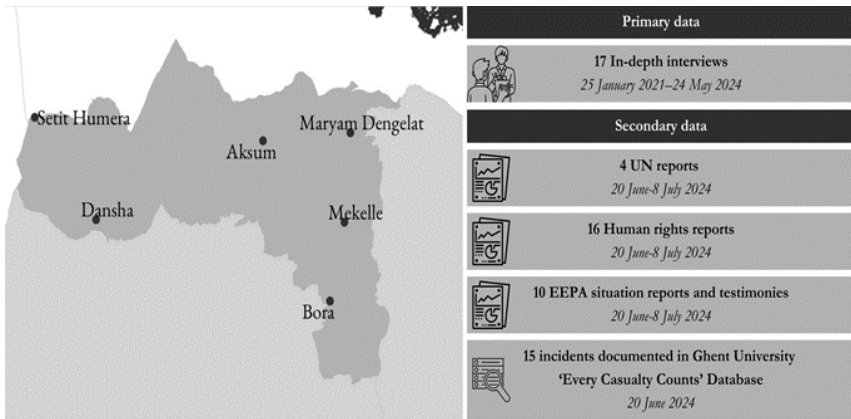 Setit Humera
Maryam Dengelat
Aksum
Dansha
Mekelle
Bora
Primary data
17 In-depth interviews
25 January 2021–24 May 2024
Secondary data
4 UN reports
20 June-8 July 2024
16 Human rights reports
20 June-8 July 2024
10 EEPA situation reports and testimonies
20 June-8 July 2024
15 incidents documented in Ghent University
‘Every Casualty Counts’ Database
20 June 2024